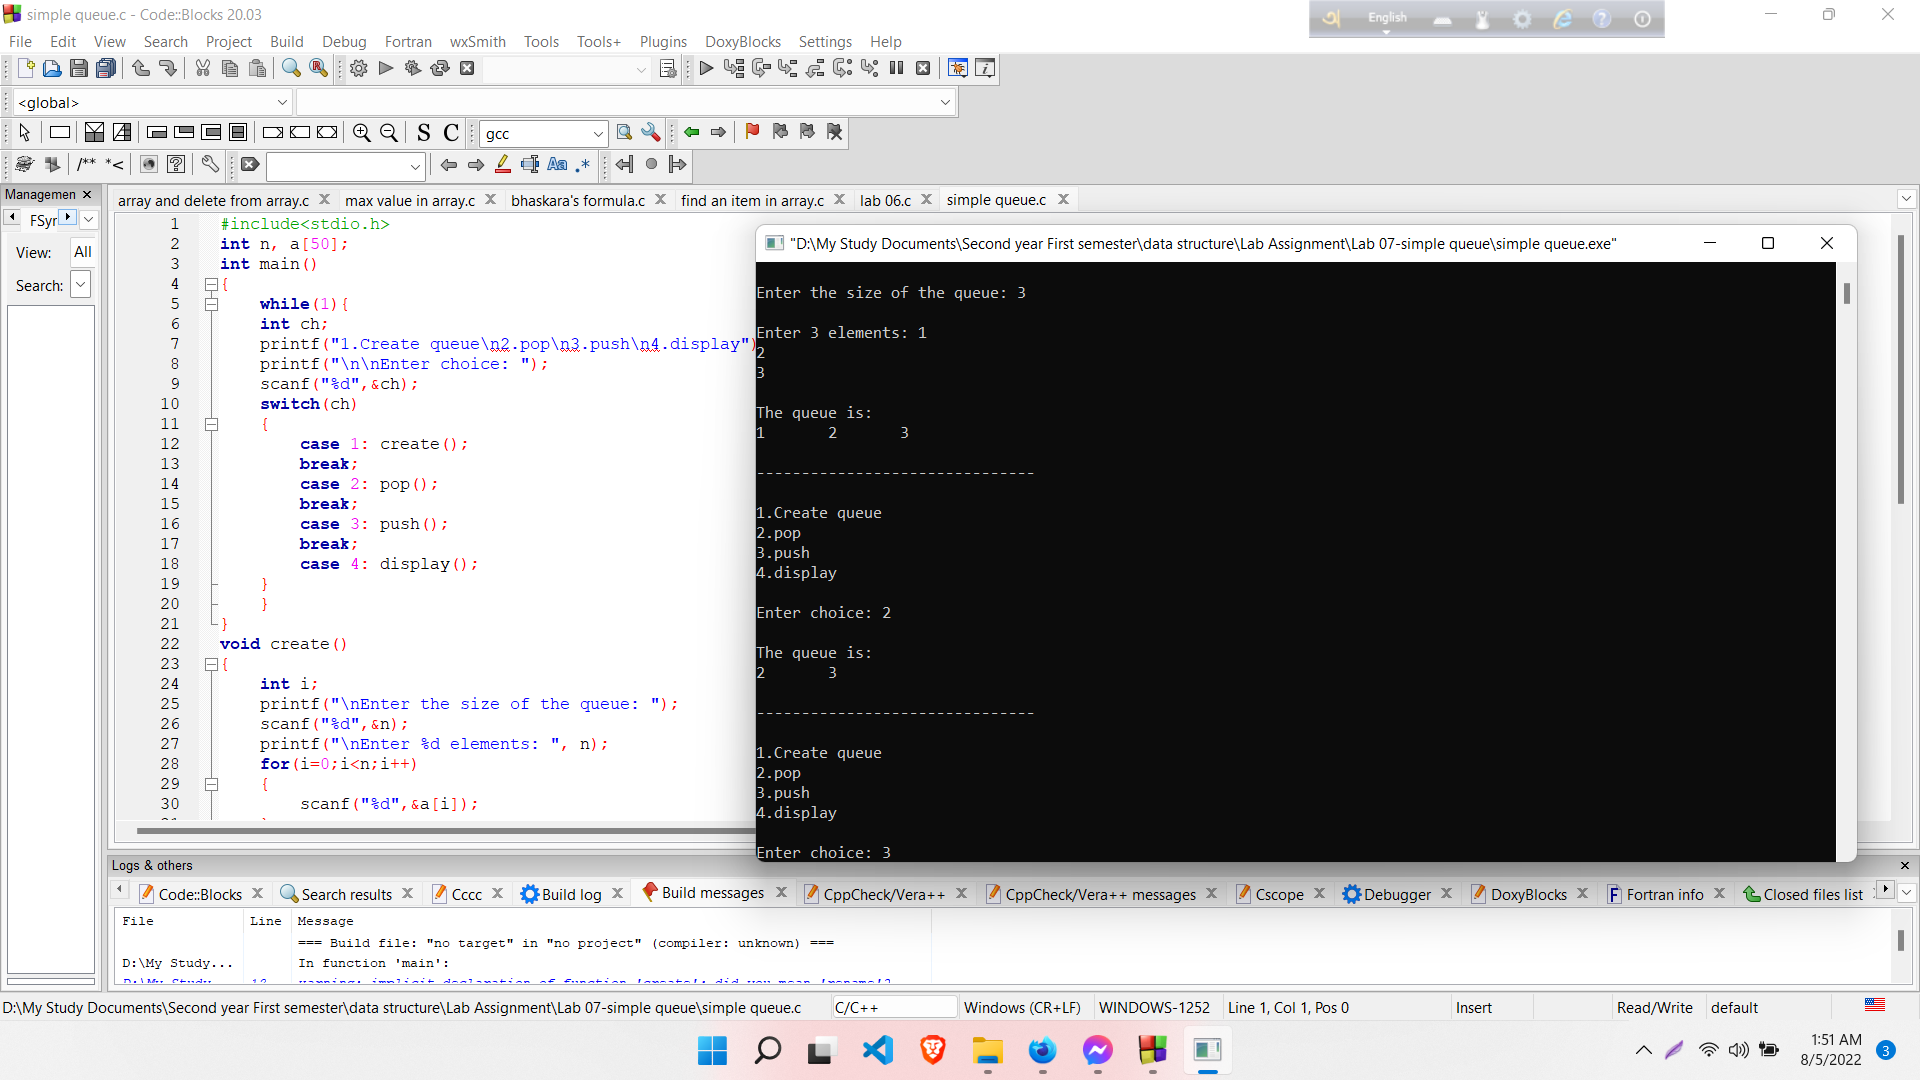 simple queue.c - Code::Blocks 20.03
English
File Edit View Search Project Build Debug Fortran wxSmith Tools Tools+ Plugins DoxyBlocks Settings Help
<global>
S C gcc
/** *< Aa .*
Managemen
FSyr
View: All
Search:
array and delete from array.c max value in array.c bhaskara's formula.c find an item in array.c lab 06.c simple queue.c
1 #include<stdio.h>
2 int n, a[50];
3 int main()
4 {
5 while(1){
6 int ch;
7 printf("1.Create queue\n2.pop\n3.push\n4.display")
8 printf("\n\nEnter choice: ");
9 scanf("%d",&ch);
10 switch(ch)
11 {
12 case 1: create();
13 break;
14 case 2: pop();
15 break;
16 case 3: push();
17 break;
18 case 4: display();
19 }
20 }
21 }
22 void create()
23 {
24 int i;
25 printf("\nEnter the size of the queue: ");
26 scanf("%d",&n);
27 printf("\nEnter %d elements: ", n);
28 for(i=0;i<n;i++)
29 {
30 scanf("%d",&a[i]);
"D:\My Study Documents\Second year First semester\data structure\Lab Assignment\Lab 07-simple queue\simple queue.exe"
Enter the size of the queue: 3
Enter 3 elements: 1
2
3
The queue is:
1 2 3
-------------------------------
1.Create queue
2.pop
3.push
4.display
Enter choice: 2
The queue is:
2 3
-------------------------------
1.Create queue
2.pop
3.push
4.display
Enter choice: 3
Logs & others
Code::Blocks Search results Cccc Build log Build messages CppCheck/Vera++ CppCheck/Vera++ messages Cscope Debugger DoxyBlocks Fortran info Closed files list
File Line Message
=== Build file: "no target" in "no project" (compiler: unknown) ===
D:\My Study... In function 'main':
D:\My Study... 12 warning: implicit declaration of function 'create'; did you mean 'rename'?
D:\My Study Documents\Second year First semester\data structure\Lab Assignment\Lab 07-simple queue\simple queue.c C/C++ Windows (CR+LF) WINDOWS-1252 Line 1, Col 1, Pos 0 Insert Read/Write default
1:51 AM
8/5/2022
3